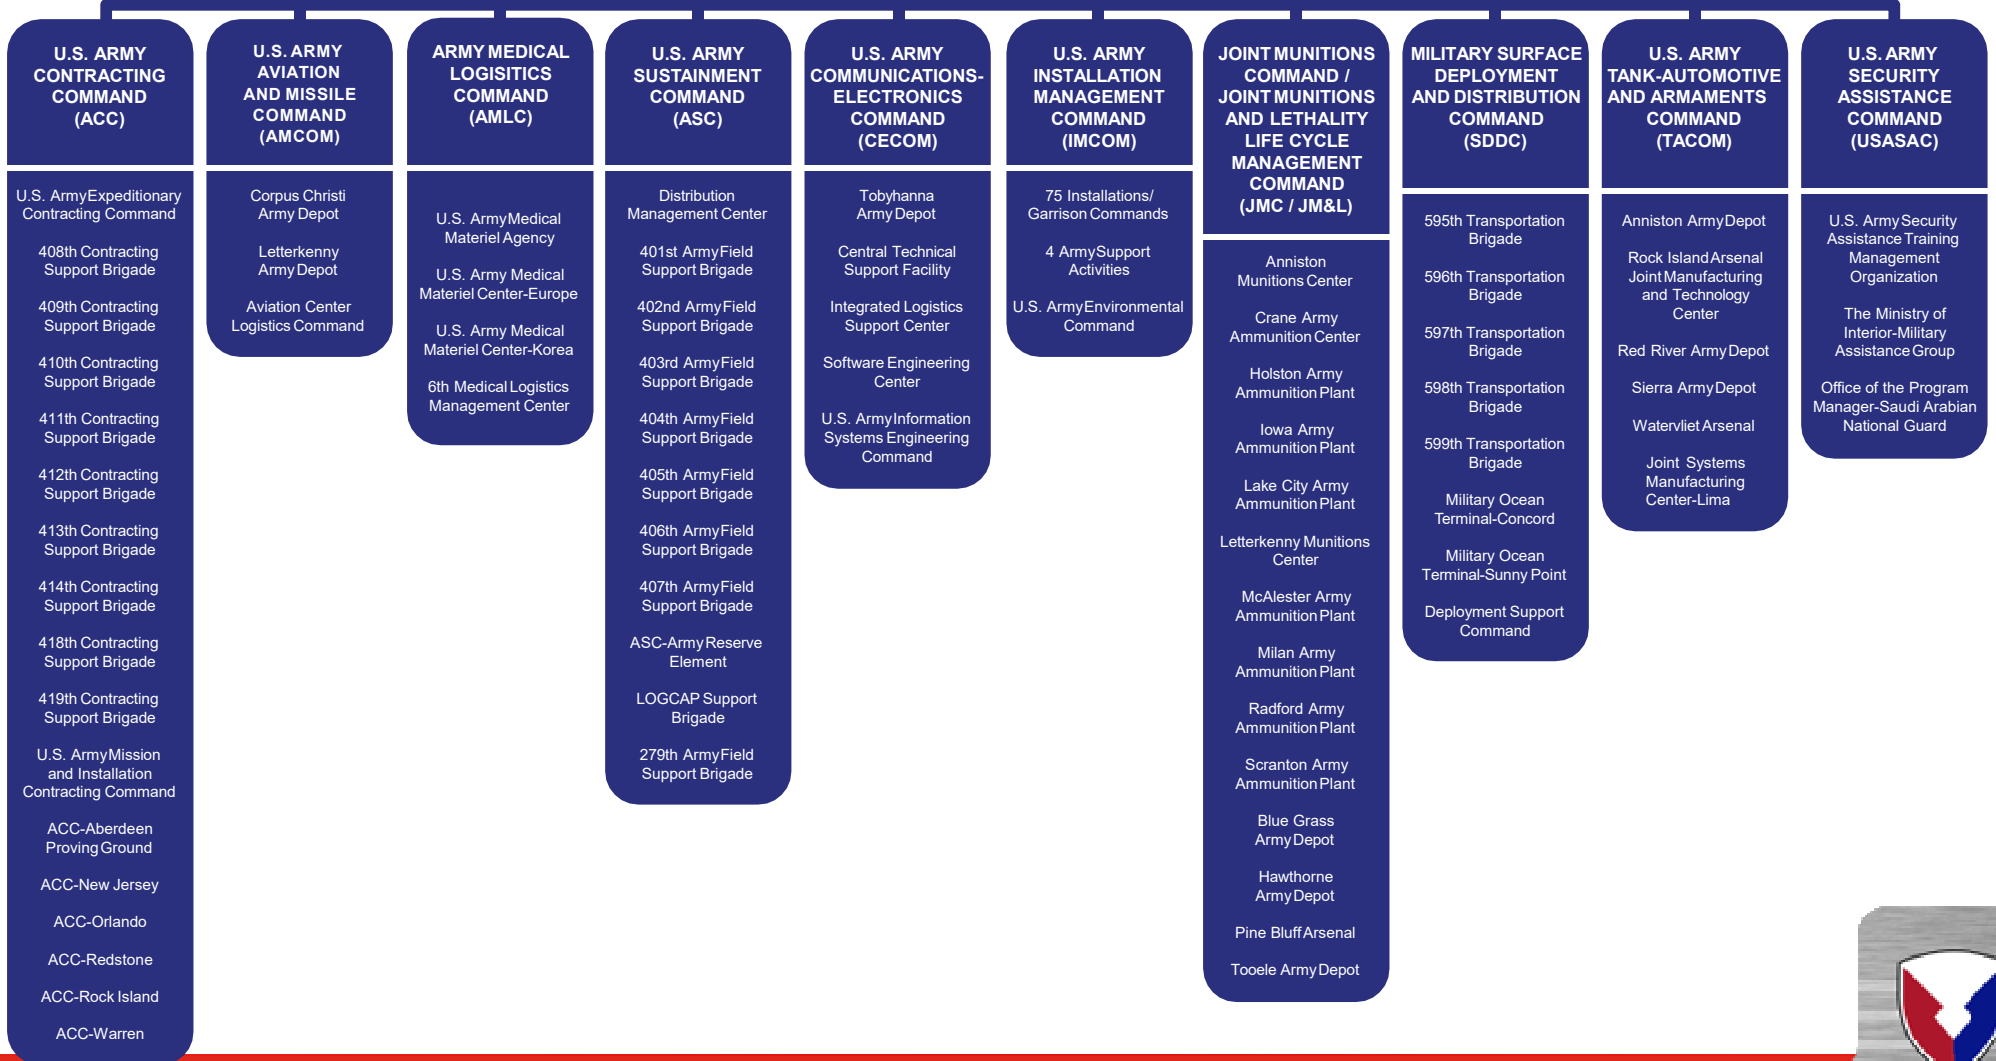 U.S. ARMY
CONTRACTING
COMMAND
(ACC)
U.S. Army Expeditionary
Contracting Command
408th Contracting
Support Brigade
409th Contracting
Support Brigade
410th Contracting
Support Brigade
411th Contracting
Support Brigade
412th Contracting
Support Brigade
413th Contracting
Support Brigade
414th Contracting
Support Brigade
418th Contracting
Support Brigade
419th Contracting
Support Brigade
U.S. Army Mission
and Installation
Contracting Command
ACC-Aberdeen
Proving Ground
ACC-New Jersey
ACC-Orlando
ACC-Redstone
ACC-Rock Island
ACC-Warren
U.S. ARMY
AVIATION
AND MISSILE
COMMAND
(AMCOM)
Corpus Christi
Army Depot
Letterkenny
Army Depot
Aviation Center
Logistics Command
ARMY MEDICAL
LOGISITICS
COMMAND
(AMLC)
U.S. Army Medical
Materiel Agency
U.S. Army Medical
Materiel Center-Europe
U.S. Army Medical
Materiel Center-Korea
6th Medical Logistics
Management Center
U.S. ARMY
SUSTAINMENT
COMMAND
(ASC)
Distribution
Management Center
401st Army Field
Support Brigade
402nd Army Field
Support Brigade
403rd Army Field
Support Brigade
404th Army Field
Support Brigade
405th Army Field
Support Brigade
406th Army Field
Support Brigade
407th Army Field
Support Brigade
ASC-Army Reserve
Element
LOGCAP Support
Brigade
279th Army Field
Support Brigade
U.S. ARMY
COMMUNICATIONS-
ELECTRONICS
COMMAND
(CECOM)
Tobyhanna
Army Depot
Central Technical
Support Facility
Integrated Logistics
Support Center
Software Engineering
Center
U.S. Army Information
Systems Engineering
Command
U.S. ARMY
INSTALLATION
MANAGEMENT
COMMAND
(IMCOM)
75 Installations/
Garrison Commands
4 Army Support
Activities
U.S. Army Environmental
Command
JOINT MUNITIONS
COMMAND /
JOINT MUNITIONS
AND LETHALITY
LIFE CYCLE
MANAGEMENT
COMMAND
(JMC / JM&L)
Anniston
Munitions Center
Crane Army
Ammunition Center
Holston Army
Ammunition Plant
Iowa Army
Ammunition Plant
Lake City Army
Ammunition Plant
Letterkenny Munitions
Center
McAlester Army
Ammunition Plant
Milan Army
Ammunition Plant
Radford Army
Ammunition Plant
Scranton Army
Ammunition Plant
Blue Grass
Army Depot
Hawthorne
Army Depot
Pine Bluff Arsenal
Tooele Army Depot
MILITARY SURFACE
DEPLOYMENT
AND DISTRIBUTION
COMMAND
(SDDC)
595th Transportation
Brigade
596th Transportation
Brigade
597th Transportation
Brigade
598th Transportation
Brigade
599th Transportation
Brigade
Military Ocean
Terminal-Concord
Military Ocean
Terminal-Sunny Point
Deployment Support
Command
U.S. ARMY
TANK-AUTOMOTIVE
AND ARMAMENTS
COMMAND
(TACOM)
Anniston Army Depot
Rock Island Arsenal
Joint Manufacturing
and Technology
Center
Red River Army Depot
Sierra Army Depot
Watervliet Arsenal
Joint Systems
Manufacturing
Center-Lima
U.S. ARMY
SECURITY
ASSISTANCE
COMMAND
(USASAC)
U.S. Army Security
Assistance Training
Management
Organization
The Ministry of
Interior-Military
Assistance Group
Office of the Program
Manager-Saudi Arabian
National Guard